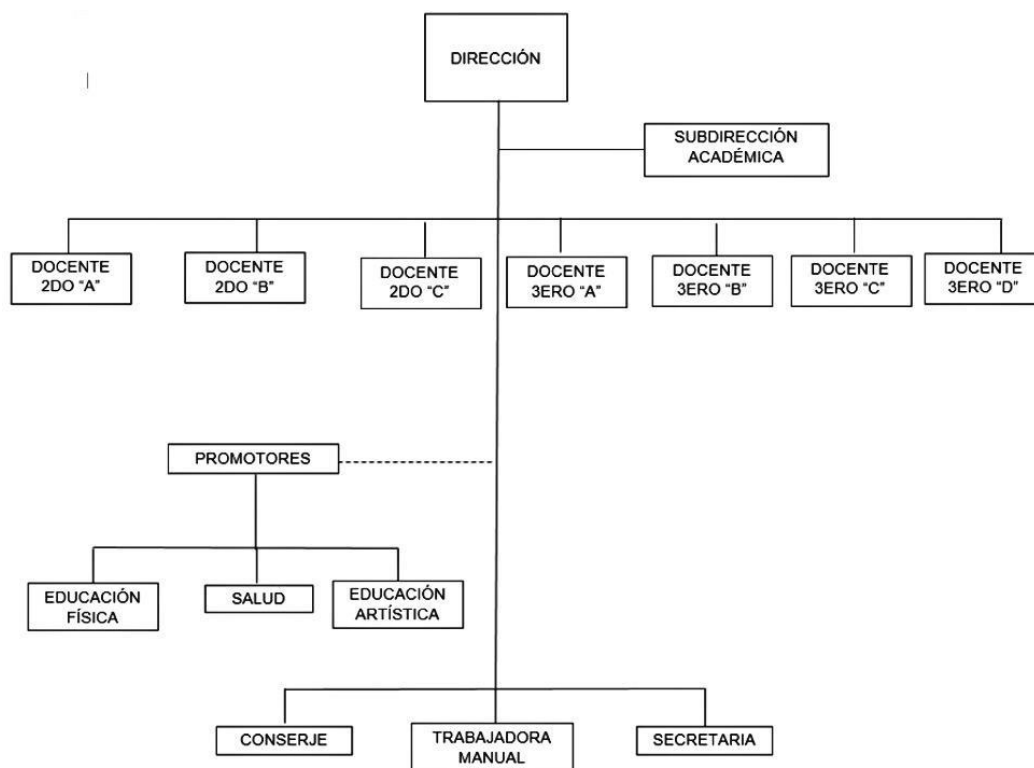 DIRECCIÓN
SUBDIRECCIÓN
ACADÉMICA
DOCENTE
2DO “A”
DOCENTE
2DO “B”
DOCENTE
2DO “C”
DOCENTE
3ERO “A”
DOCENTE
3ERO “B”
DOCENTE
3ERO “C”
DOCENTE
3ERO “D”
PROMOTORES
EDUCACIÓN
FÍSICA
SALUD
EDUCACIÓN
ARTÍSTICA
CONSERJE
TRABAJADORA
MANUAL
SECRETARIA